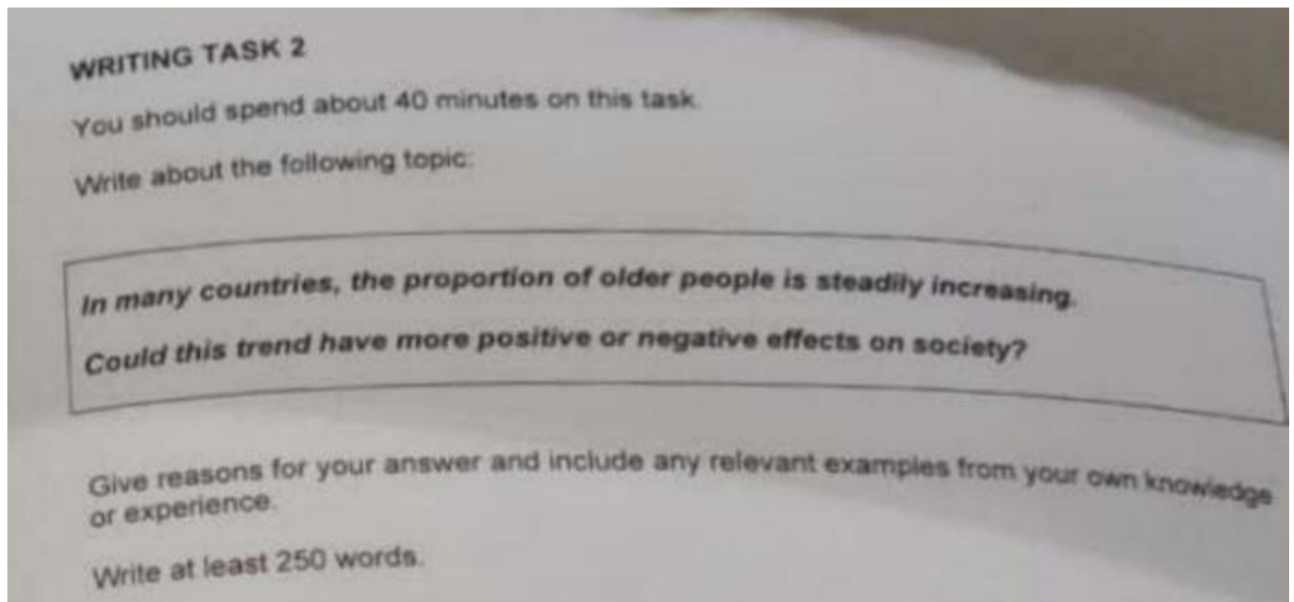 WRITING TASK 2
You should spend about 40 minutes on this task.
Write about the following topic:
In many countries, the proportion of older people is steadily increasing.
Could this trend have more positive or negative effects on society?
Give reasons for your answer and include any relevant examples from your own knowledge
or experience.
Write at least 250 words.